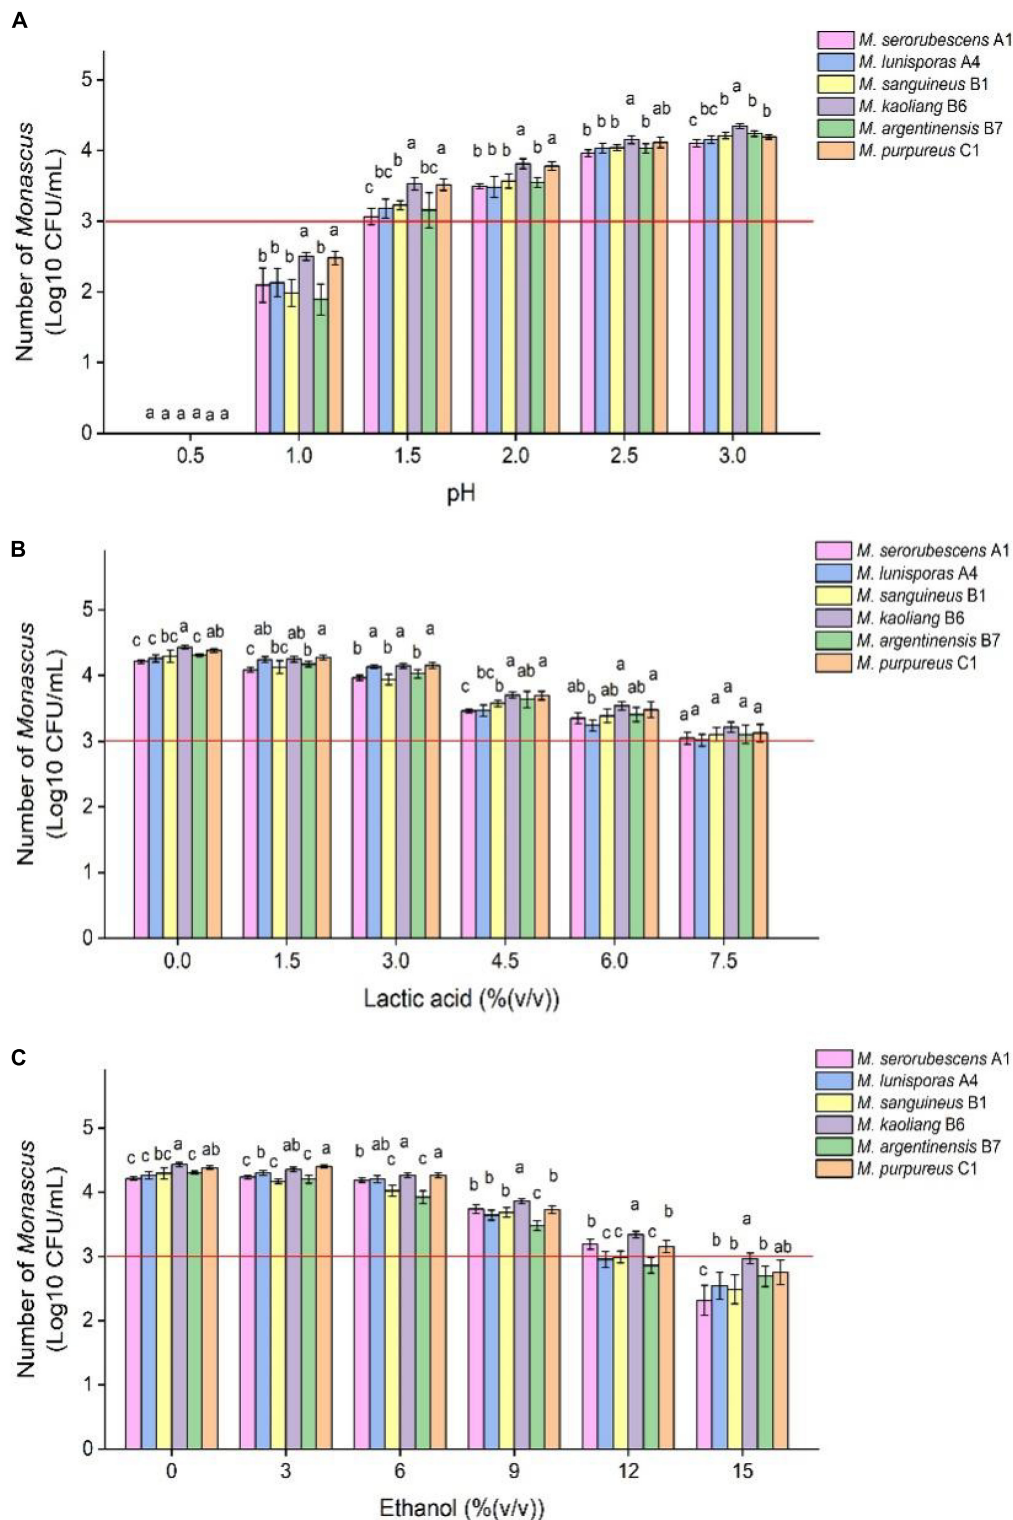 A
M. serorubescens A1
M. lunisporas A4
M. sanguineus B1
M. kaoliang B6
M. argentinensis B7
M. purpureus C1
Number of Monascus
(Log10 CFU/mL)
5
4
3
2
1
0
a a a a a a
b b b a b a
c bc b a bc a
b b b a b a
b b b a b ab
c bc b a b b
0.5 1.0 1.5 2.0 2.5 3.0
pH
B
M. serorubescens A1
M. lunisporas A4
M. sanguineus B1
M. kaoliang B6
M. argentinensis B7
M. purpureus C1
Number of Monascus
(Log10 CFU/mL)
5
4
3
2
1
0
c c bc a c ab
c ab bc ab b a
b a b a b a
c bc b a ab a
ab b ab a ab a
a a a a a a
0.0 1.5 3.0 4.5 6.0 7.5
Lactic acid (%(v/v))
C
M. serorubescens A1
M. lunisporas A4
M. sanguineus B1
M. kaoliang B6
M. argentinensis B7
M. purpureus C1
Number of Monascus
(Log10 CFU/mL)
5
4
3
2
1
0
c c bc a c ab
c b c ab c a
b ab c a c a
b b b a c b
b c c a c b
c b b a b ab
0 3 6 9 12 15
Ethanol (%(v/v))